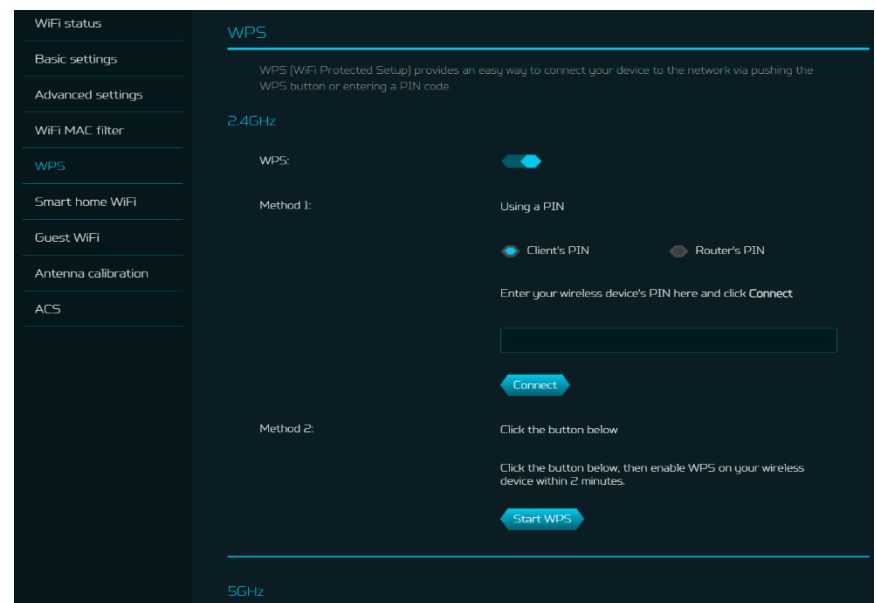 WiFi status
Basic settings
Advanced settings
WiFi MAC filter
WPS
Smart home WiFi
Guest WiFi
Antenna calibration
ACS
WPS
WPS (WiFi Protected Setup) provides an easy way to connect your device to the network via pushing the
WPS button or entering a PIN code.
2.4GHz
WPS:
Method 1:
Using a PIN
Client's PIN
Router's PIN
Enter your wireless device's PIN here and click Connect
Connect
Method 2:
Click the button below
Click the button below, then enable WPS on your wireless
device within 2 minutes.
Start WPS
5GHz